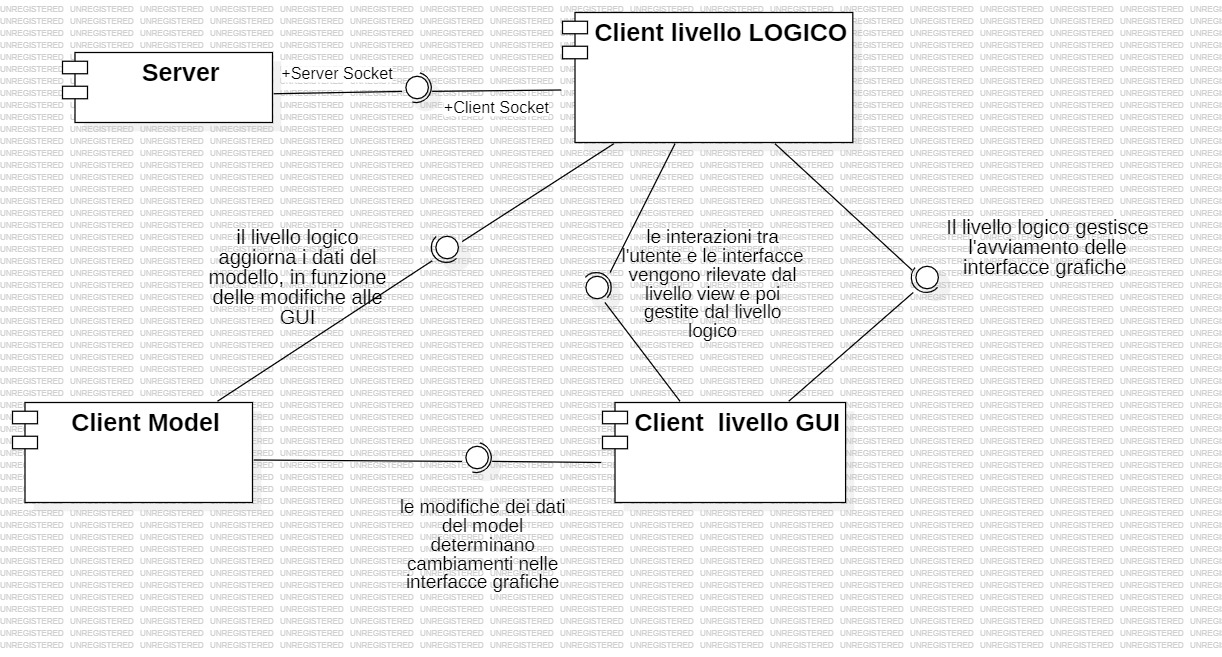 Client livello LOGICO
Server
+Server Socket
+Client Socket
il livello logico
aggiorna i dati del
modello, in funzione
delle modifiche alle
GUI
le interazioni tra
l'utente e le interfacce
vengono rilevate dal
livello view e poi
gestite dal livello
logico
Il livello logico gestisce
l'avviamento delle
interfacce grafiche
Client Model
Client  livello GUI
le modifiche dei dati
del model
determinano
cambiamenti nelle
interfacce grafiche
UNREGISTERED